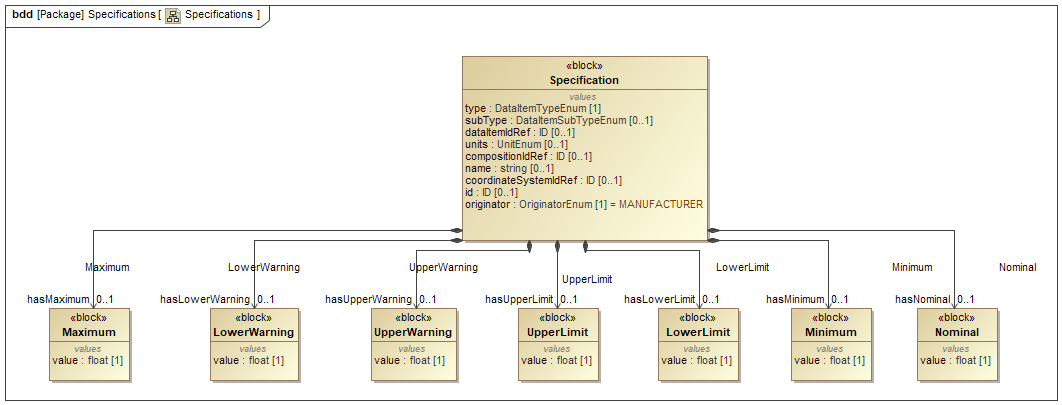 bdd [Package] Specifications [ Specifications ]
«block»
Specification
values
type : DataItemTypeEnum [1]
subType : DataItemSubTypeEnum [0..1]
dataItemIdRef : ID [0..1]
units : UnitEnum [0..1]
compositionIdRef : ID [0..1]
name : string [0..1]
coordinateSystemIdRef : ID [0..1]
id : ID [0..1]
originator : OriginatorEnum [1] = MANUFACTURER
Maximum
LowerWarning
UpperWarning
UpperLimit
LowerLimit
Minimum
Nominal
hasMaximum 0..1
hasLowerWarning 0..1
hasUpperWarning 0..1
hasUpperLimit 0..1
hasLowerLimit 0..1
hasMinimum 0..1
hasNominal 0..1
«block»
Maximum
values
value : float [1]
«block»
LowerWarning
values
value : float [1]
«block»
UpperWarning
values
value : float [1]
«block»
UpperLimit
values
value : float [1]
«block»
LowerLimit
values
value : float [1]
«block»
Minimum
values
value : float [1]
«block»
Nominal
values
value : float [1]